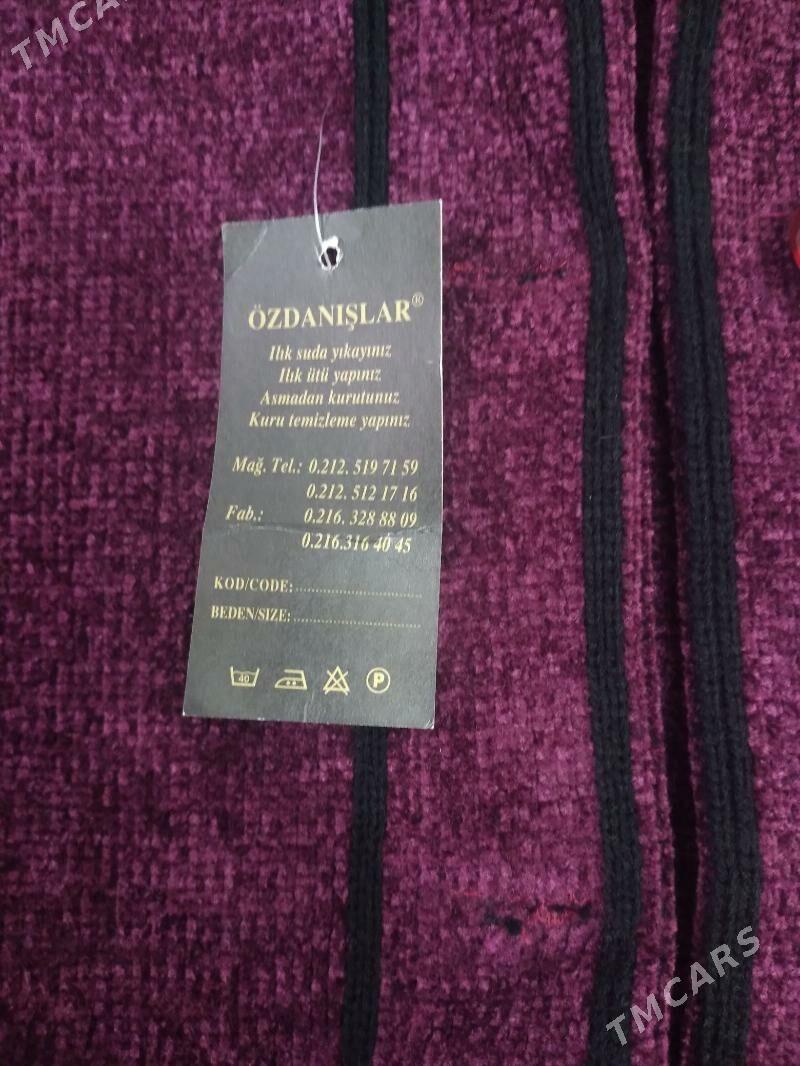 TMCARS
ÖZDANIŞLAR®
Ilık suda yıkayınız
Ilık ütü yapınız
Asmadan kurutunuz
Kuru temizleme yapınız
Mağ. Tel.: 0.212. 519 71 59
0.212. 512 17 16
Fab.: 0.216. 328 88 09
0.216.316 40 45
KOD/CODE:..............................
BEDEN/SIZE:..............................
40
P
TMCARS